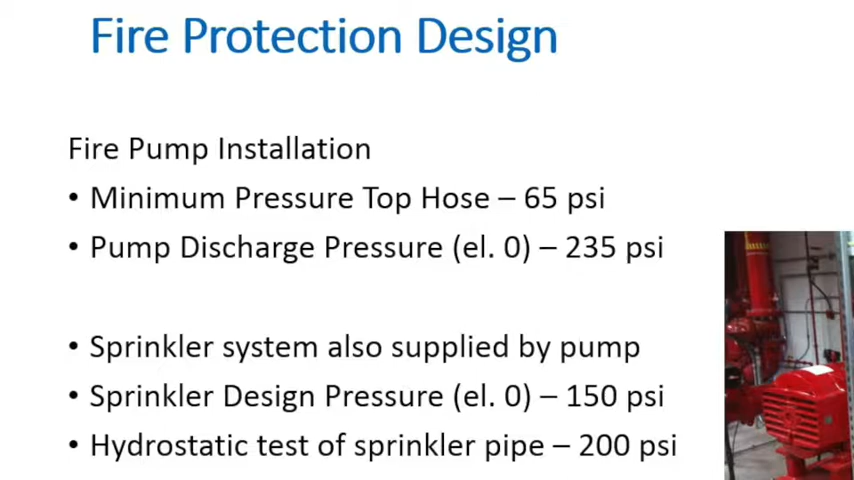 Fire Protection Design
Fire Pump Installation
• Minimum Pressure Top Hose – 65 psi
• Pump Discharge Pressure (el. 0) – 235 psi
• Sprinkler system also supplied by pump
• Sprinkler Design Pressure (el. 0) – 150 psi
• Hydrostatic test of sprinkler pipe – 200 psi